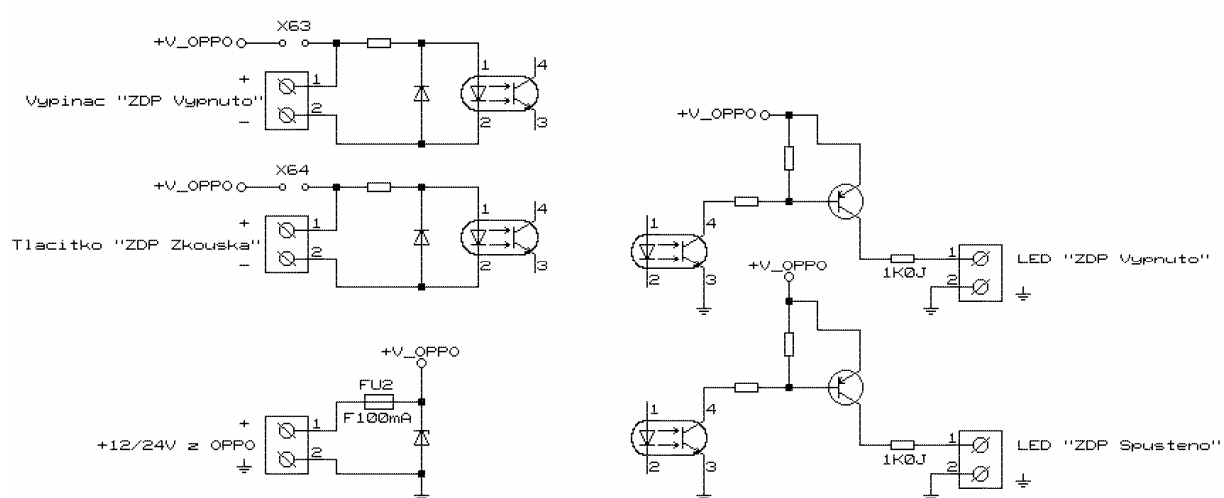 X63
+V_OPPO
1 4
+ 1
Vypinac "ZDP Vypnuto"
2
-
2 3
X64
+V_OPPO
1 4
+ 1
Tlacitko "ZDP Zkouska"
2
-
2 3
+V_OPPO
FU2
F100mA
+ 1
+12/24V z OPPO
2
+V_OPPO
1 4
2 3
1K0J
1
LED "ZDP Vypnuto"
2
+V_OPPO
1 4
2 3
1K0J
1
LED "ZDP Spusteno"
2